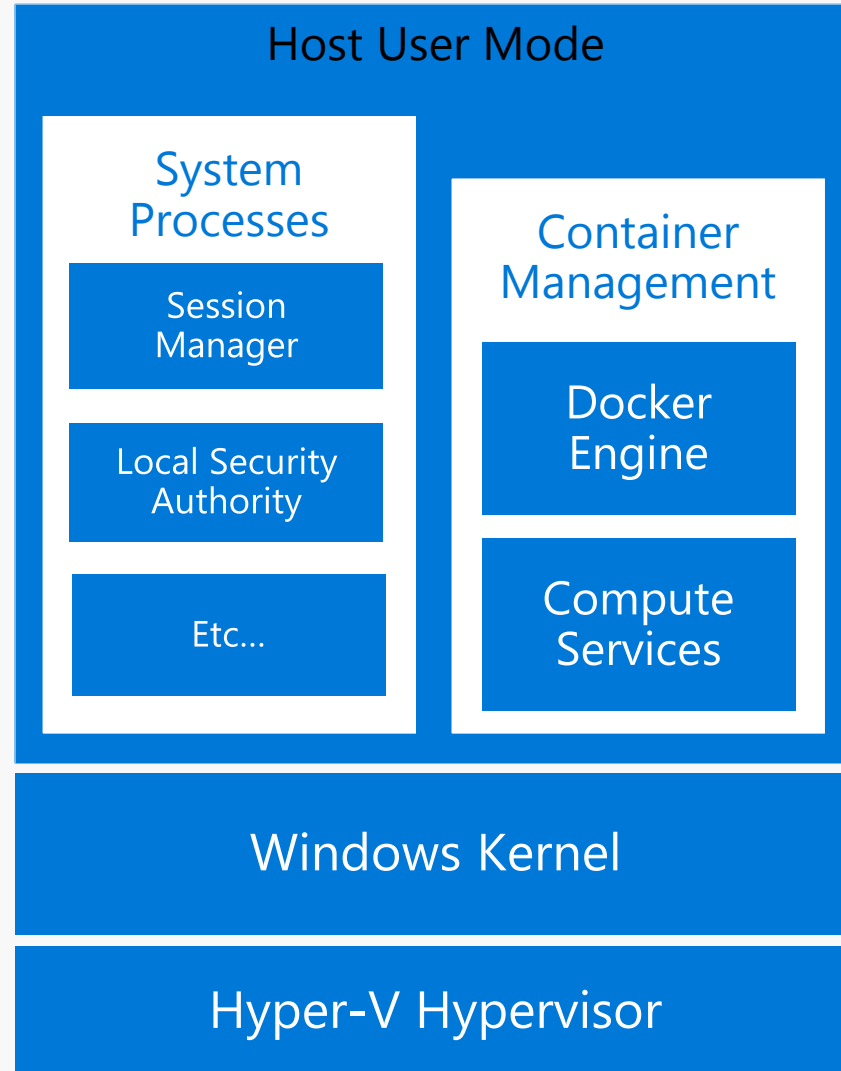 Host User Mode
System
Processes
Session
Manager
Local Security
Authority
Etc...
Container
Management
Docker
Engine
Compute
Services
Windows Kernel
Hyper-V Hypervisor